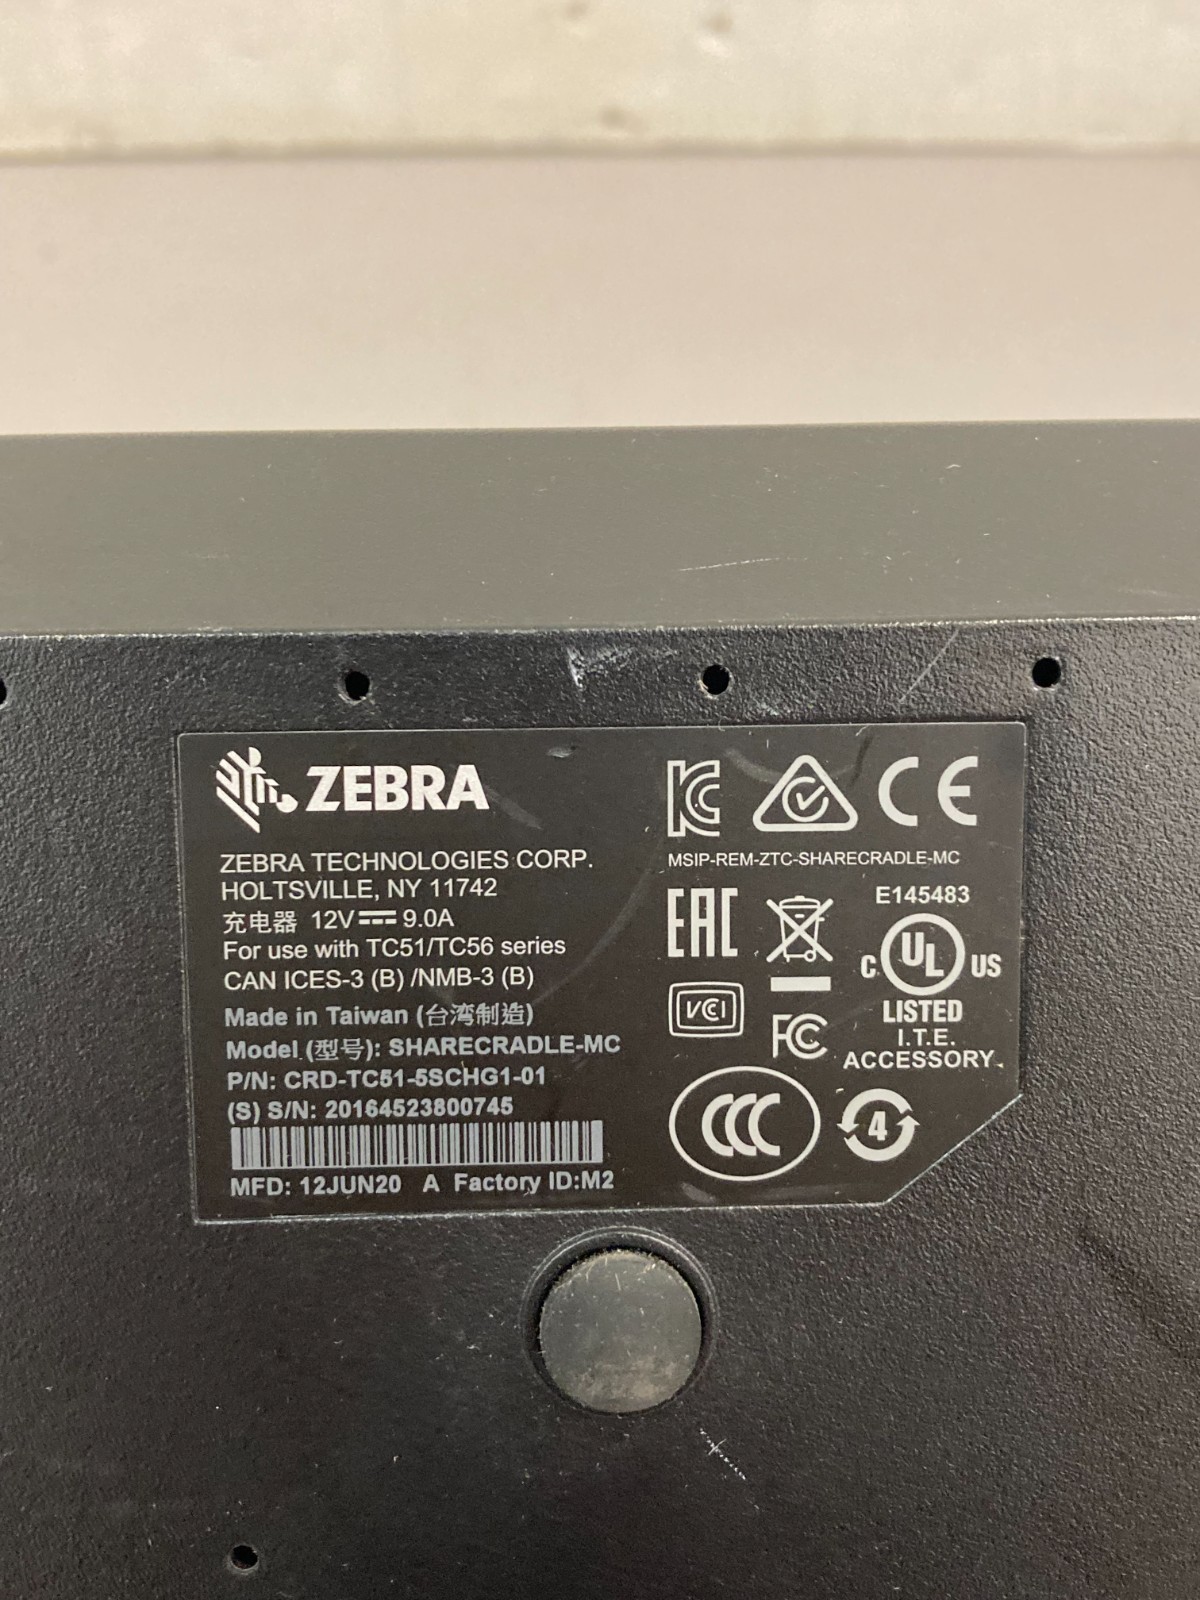 ZEBRA
ZEBRA TECHNOLOGIES CORP.
HOLTSVILLE, NY 11742
充电器 12V⎓9.0A
For use with TC51/TC56 series
CAN ICES-3 (B) /NMB-3 (B)
Made in Taiwan (台湾制造)
Model (型号): SHARECRADLE-MC
P/N: CRD-TC51-5SCHG1-01
(S) S/N: 20164523800745
MFD: 12JUN20 A Factory ID:M2
KC
CE
MSIP-REM-ZTC-SHARECRADLE-MC
EAC
E145483
C UL US
LISTED
I.T.E.
ACCESSORY
VCI
FC
CCC
4